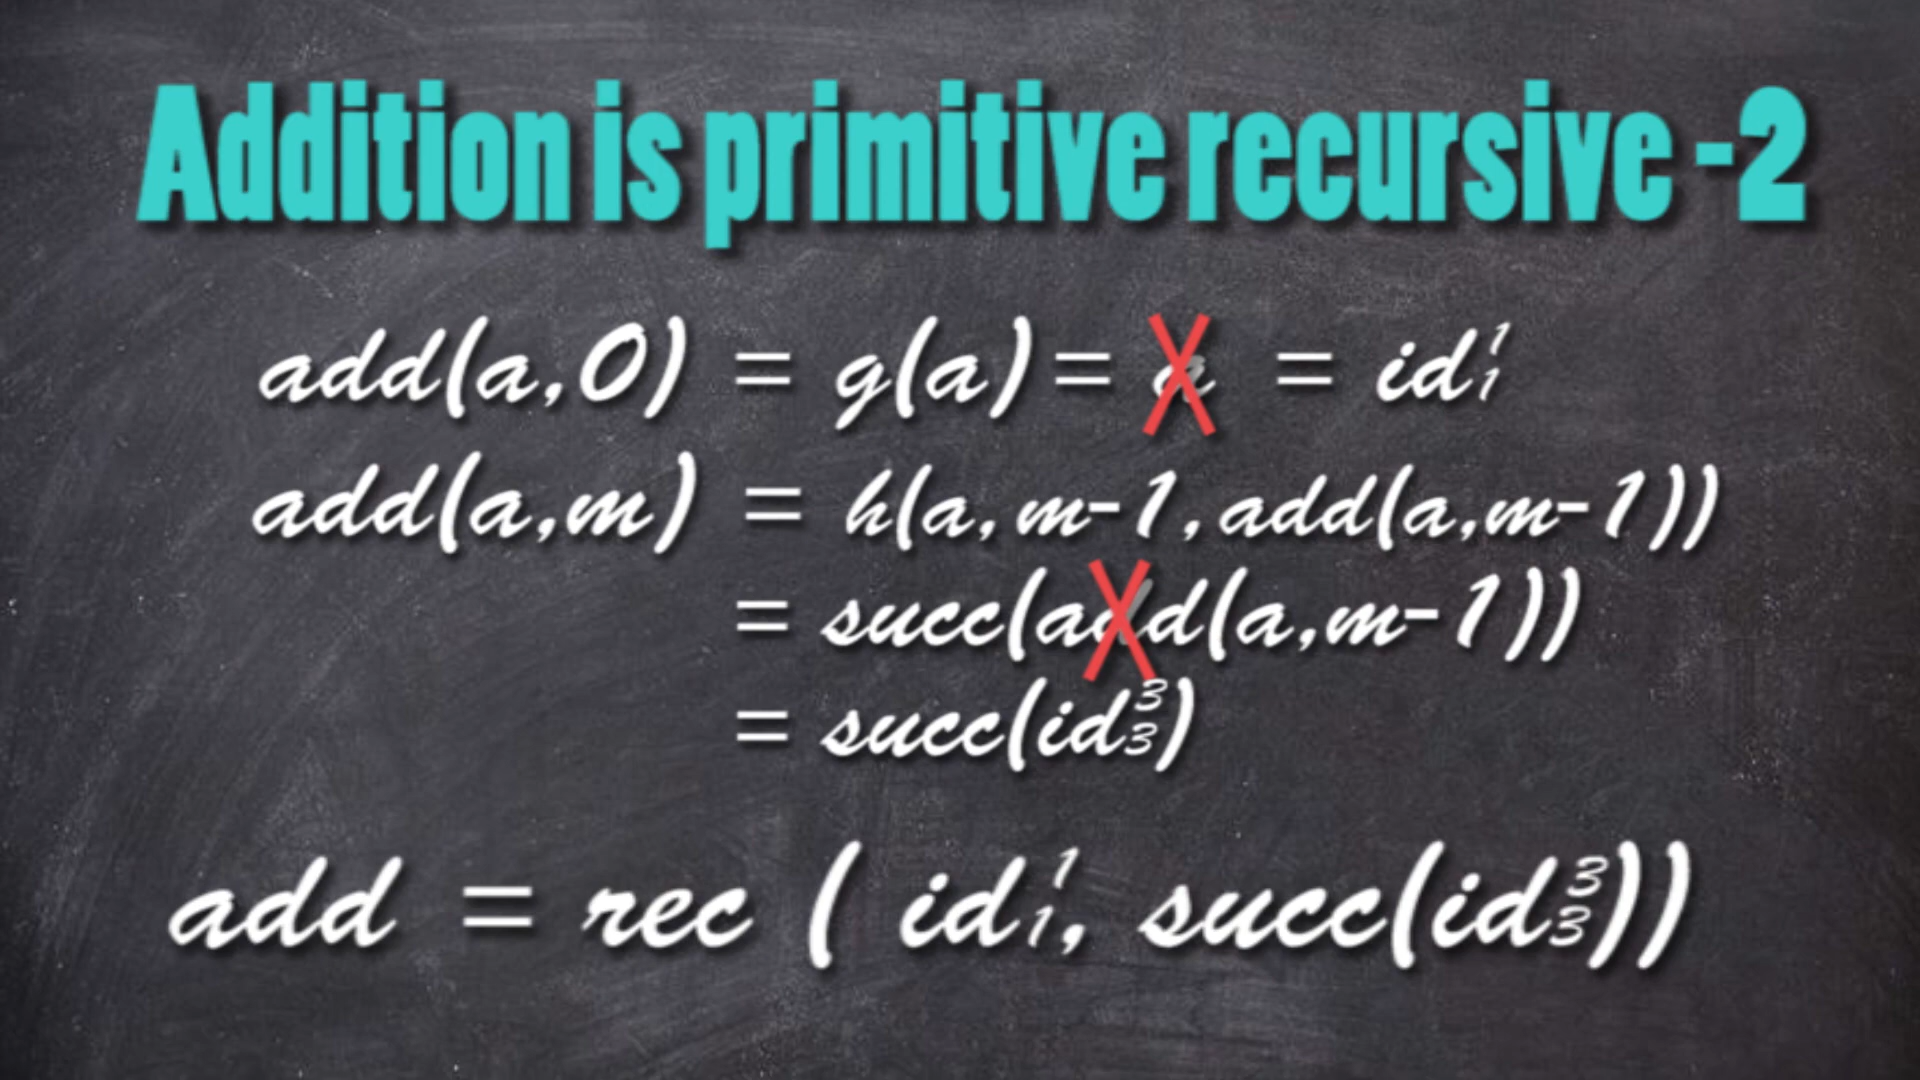 Addition is primitive recursive -2
add(a,0) = g(a) = a = id¹₁
add(a,m) = h(a,m-1,add(a,m-1))
= succ(add(a,m-1))
= succ(id³₃)
add = rec ( id¹₁, succ(id³₃))